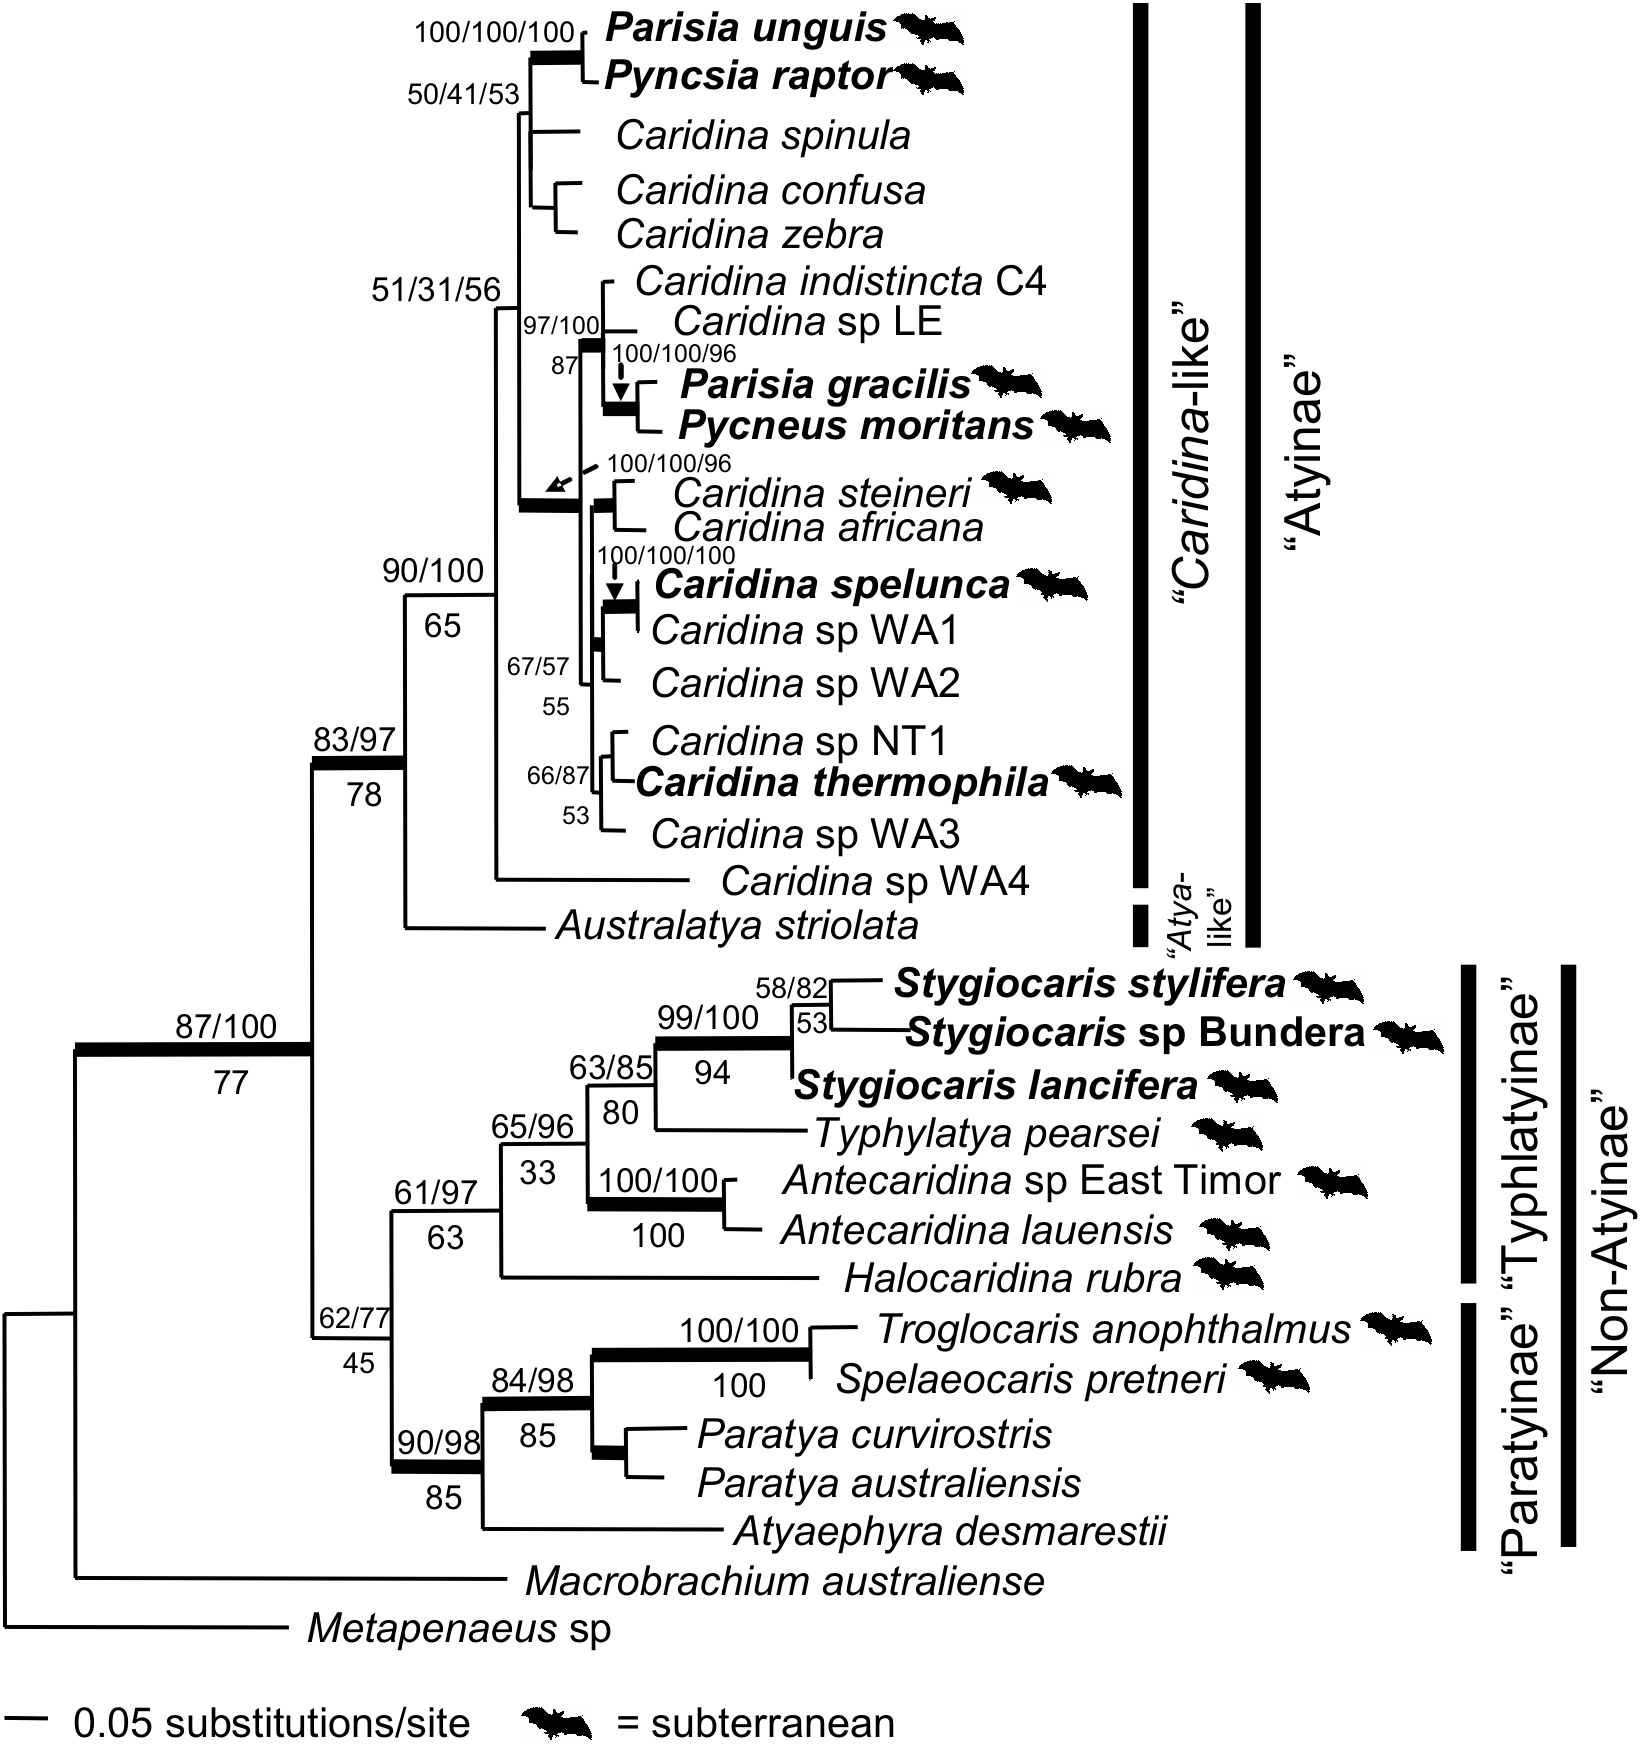 100/100/100
Parisia unguis
Pyncsia raptor
50/41/53
Caridina spinula
Caridina confusa
Caridina zebra
51/31/56
Caridina indistincta C4
97/100
Caridina sp LE
87
100/100/96
Parisia gracilis
Pycneus moritans
100/100/96
Caridina steineri
Caridina africana
100/100/100
90/100
Caridina spelunca
65
Caridina sp WA1
67/57
Caridina sp WA2
55
83/97
Caridina sp NT1
66/87
Caridina thermophila
78
53
Caridina sp WA3
Caridina sp WA4
Australatya striolata
“Caridina-like”
“Atya-
like”
“Atyinae”
58/82
Stygiocaris stylifera
99/100
53
Stygiocaris sp Bundera
87/100
63/85
94
77
Stygiocaris lancifera
80
65/96
Typhylatya pearsei
33
100/100
Antecaridina sp East Timor
61/97
63
100
Antecaridina lauensis
Halocaridina rubra
62/77
100/100
Troglocaris anophthalmus
45
84/98
100
Spelaeocaris pretneri
90/98
85
Paratya curvirostris
85
Paratya australiensis
Atyaephyra desmarestii
“Typhlatyinae”
“Paratyinae”
“Non-Atyinae”
Macrobrachium australiense
Metapenaeus sp
0.05 substitutions/site
= subterranean